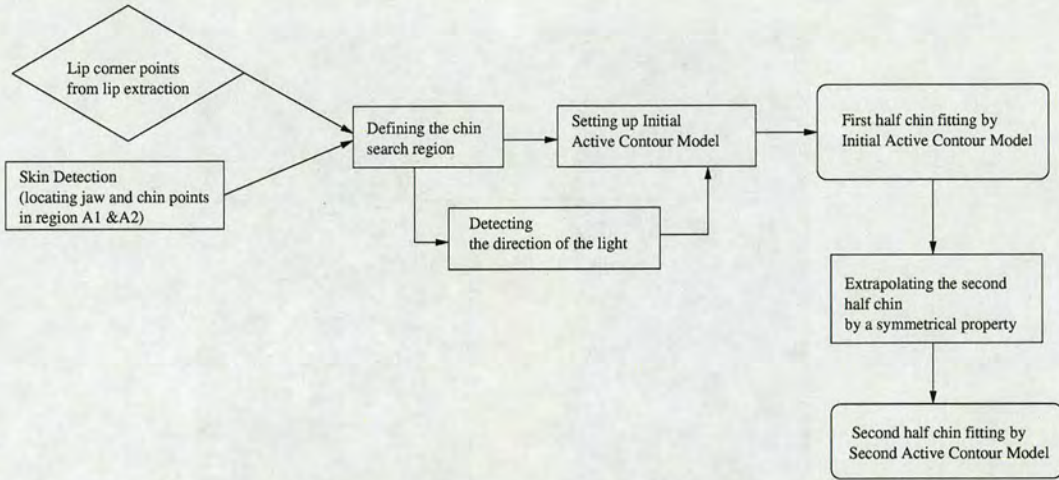 Lip corner points
from lip extraction
Skin Detection
(locating jaw and chin points
in region A1 &A2)
Defining the chin
search region
Detecting
the direction of the light
Setting up Initial
Active Contour Model
First half chin fitting by
Initial Active Contour Model
Extrapolating the second
half chin
by a symmetrical property
Second half chin fitting by
Second Active Contour Model